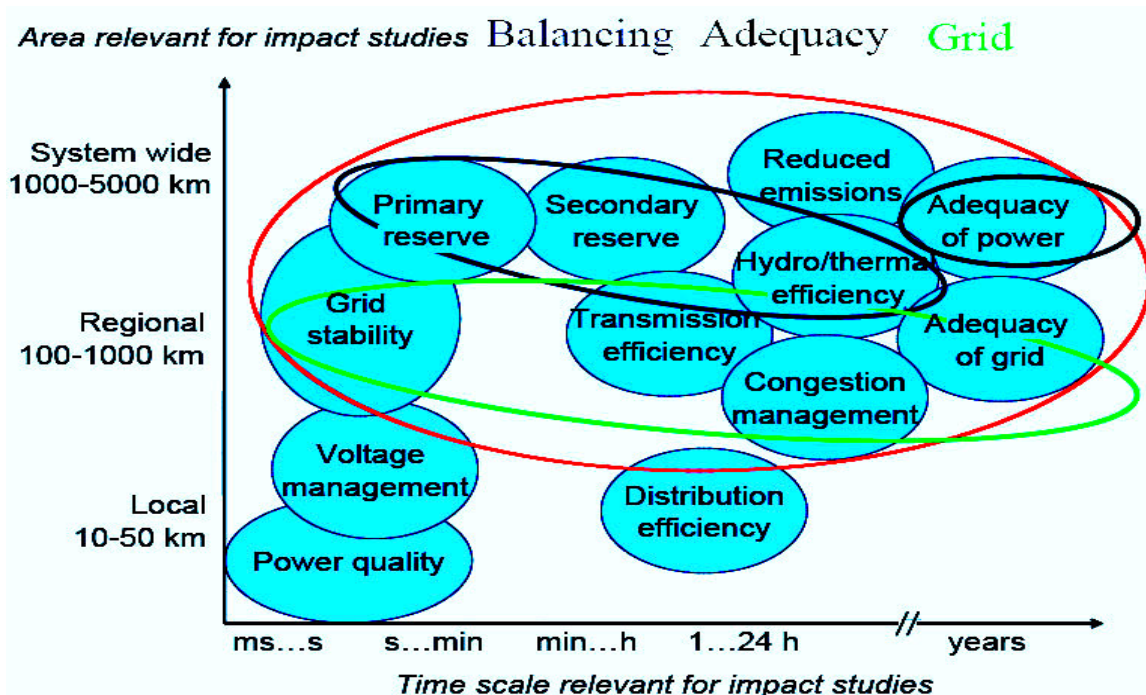 Area relevant for impact studies Balancing Adequacy Grid
System wide
1000-5000 km
Reduced
emissions
Primary
reserve
Secondary
reserve
Adequacy
of power
Hydro/thermal
efficiency
Grid
stability
Regional
100-1000 km
Transmission
efficiency
Adequacy
of grid
Congestion
management
Voltage
management
Local
10-50 km
Distribution
efficiency
Power quality
ms...s s...min min...h 1...24 h // years
Time scale relevant for impact studies